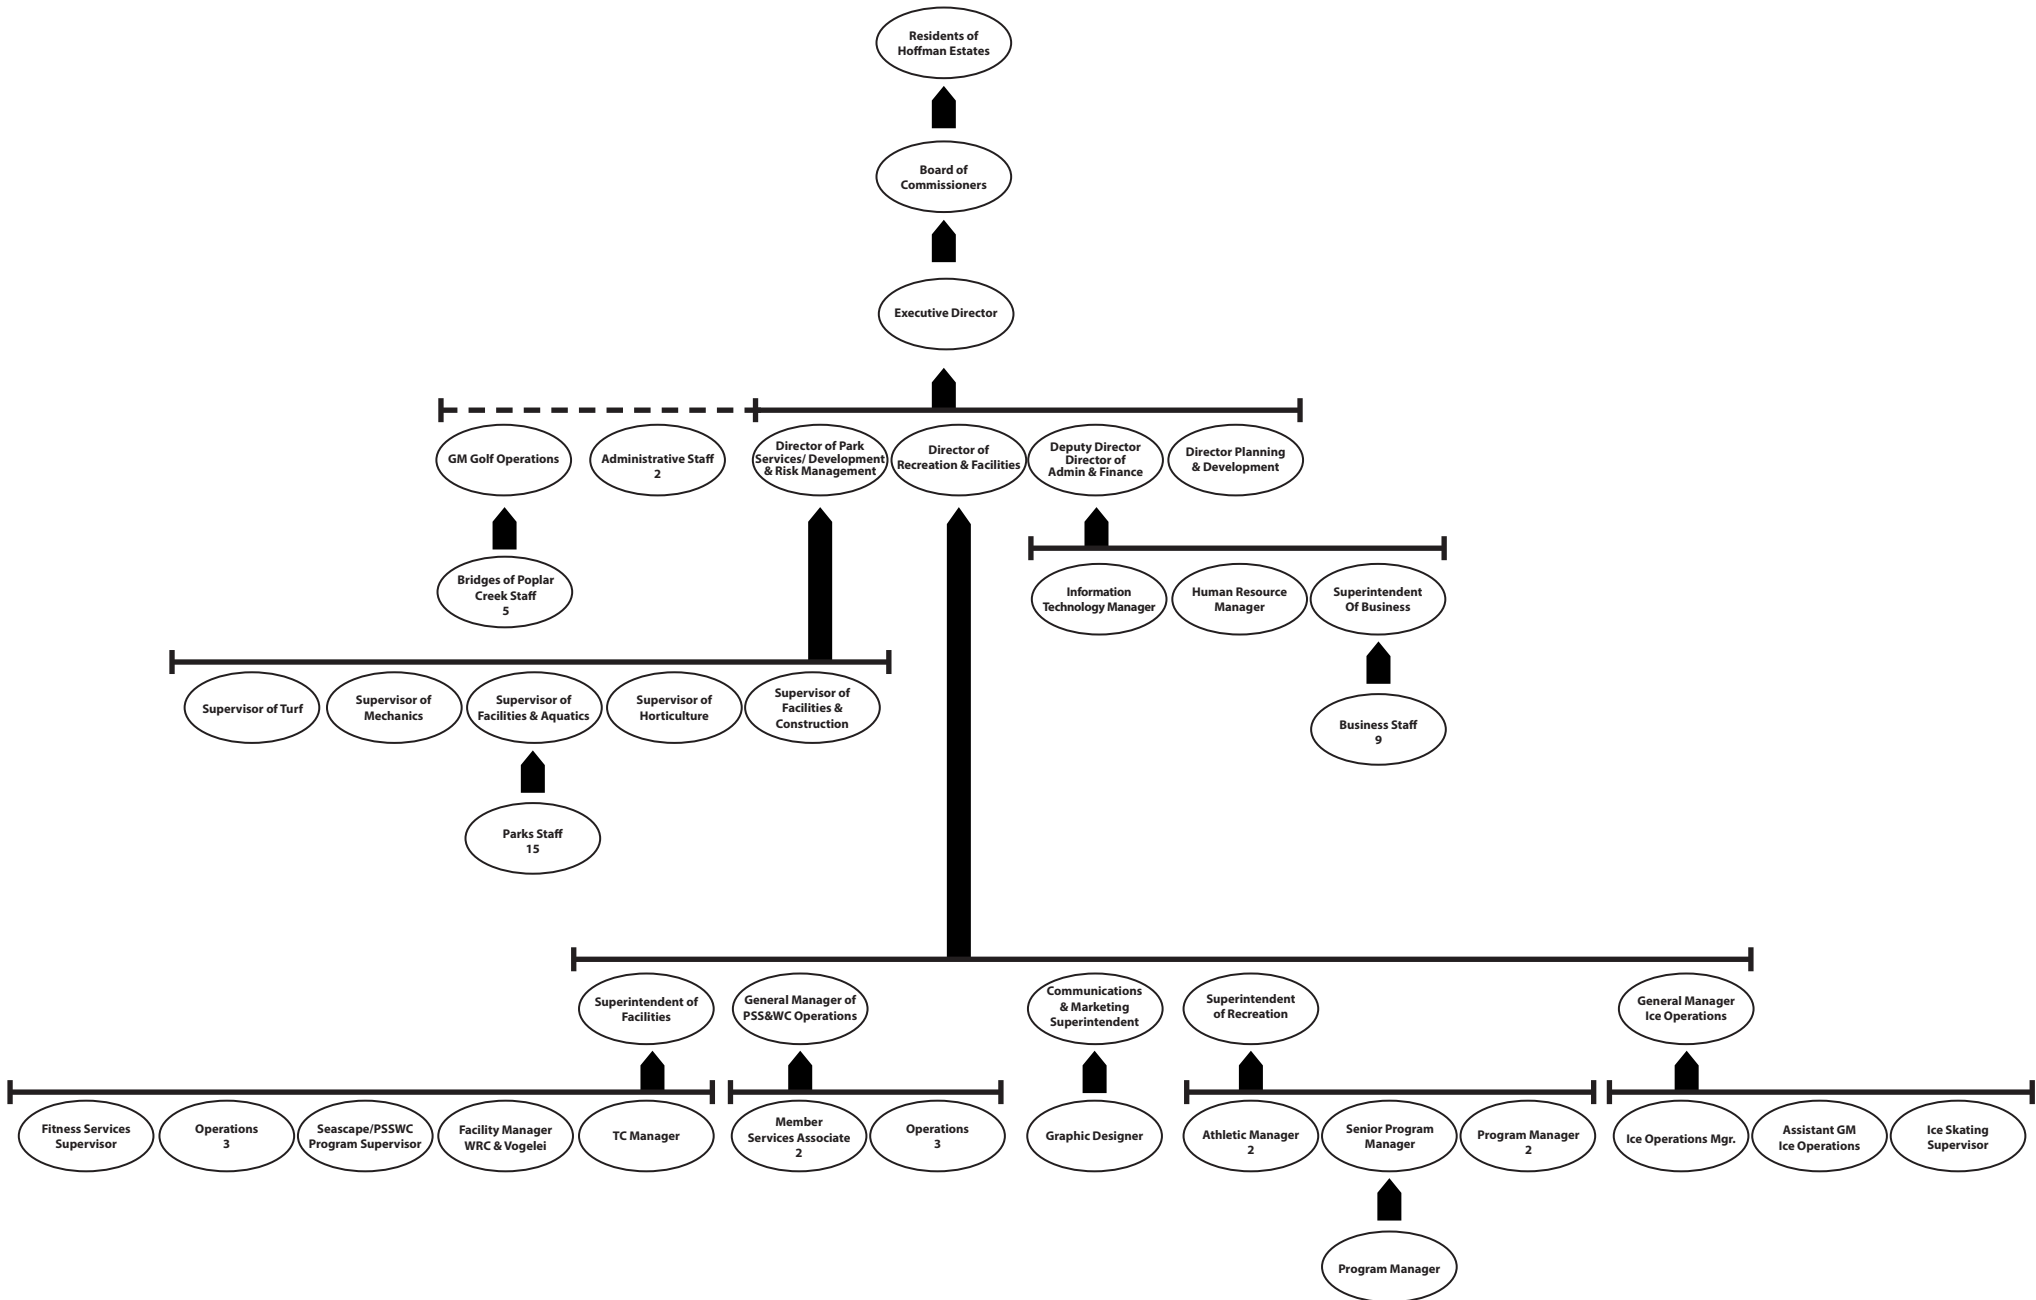 Residents of
Hoffman Estates
Board of
Commissioners
Executive Director
GM Golf Operations
Administrative Staff
2
Director of Park
Services/ Development
& Risk Management
Director of
Recreation & Facilities
Deputy Director
Director of
Admin & Finance
Director Planning
& Development
Bridges of Poplar
Creek Staff
5
Information
Technology Manager
Human Resource
Manager
Superintendent
Of Business
Supervisor of Turf
Supervisor of
Mechanics
Supervisor of
Facilities & Aquatics
Supervisor of
Horticulture
Supervisor of
Facilities &
Construction
Business Staff
9
Parks Staff
15
Superintendent of
Facilities
General Manager of
PSS&WC Operations
Communications
& Marketing
Superintendent
Superintendent
of Recreation
General Manager
Ice Operations
Fitness Services
Supervisor
Operations
3
Seascape/PSSWC
Program Supervisor
Facility Manager
WRC & Vogelei
TC Manager
Member
Services Associate
2
Operations
3
Graphic Designer
Athletic Manager
2
Senior Program
Manager
Program Manager
2
Ice Operations Mgr.
Assistant GM
Ice Operations
Ice Skating
Supervisor
Program Manager